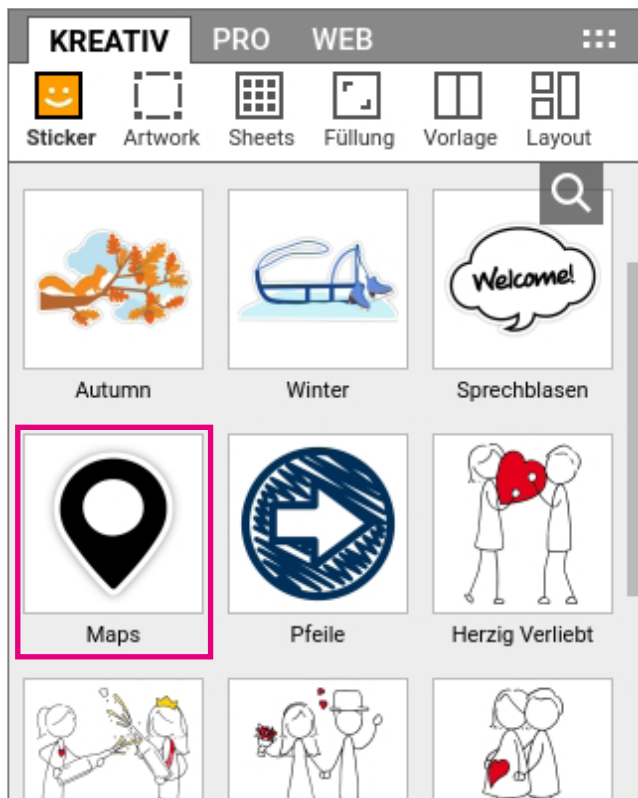 KREATIV PRO WEB
Sticker Artwork Sheets Füllung Vorlage Layout
Welcome!
Autumn Winter Sprechblasen
Maps Pfeile Herzig Verliebt